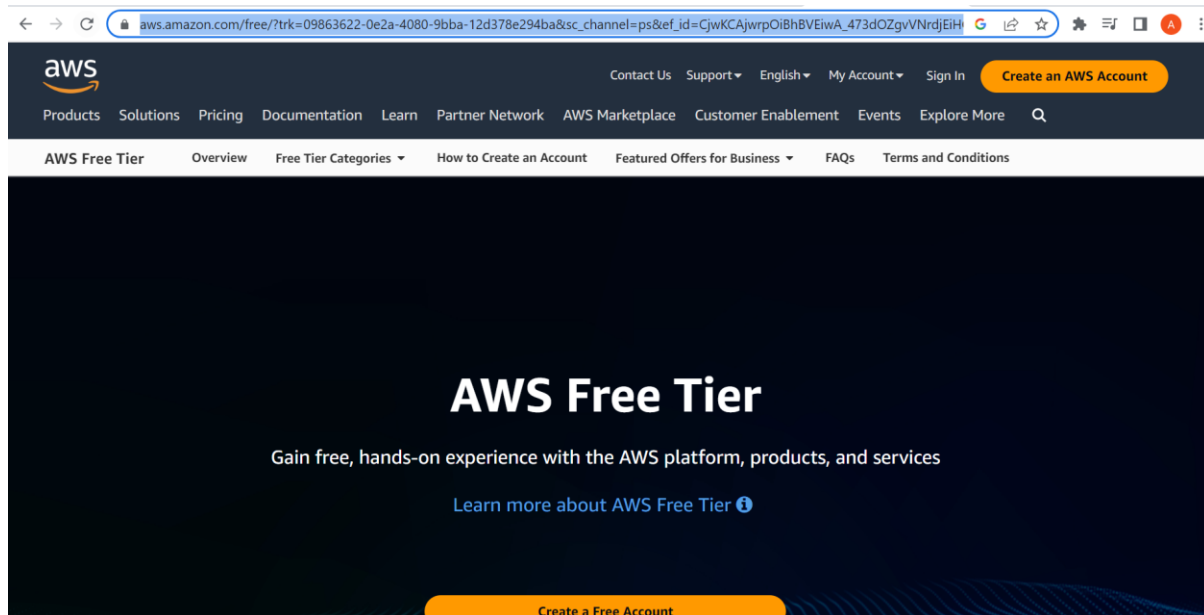 aws.amazon.com/free/?trk=09863622-0e2a-4080-9bba-12d378e294ba&sc_channel=ps&ef_id=CjwKCAjwrpOiBhBVEiwA_473dOZgvVNrdjEiH
G
A
aws
Contact Us Support English My Account Sign In Create an AWS Account
Products Solutions Pricing Documentation Learn Partner Network AWS Marketplace Customer Enablement Events Explore More
AWS Free Tier Overview Free Tier Categories How to Create an Account Featured Offers for Business FAQs Terms and Conditions
AWS Free Tier
Gain free, hands-on experience with the AWS platform, products, and services
Learn more about AWS Free Tier
Create a Free Account